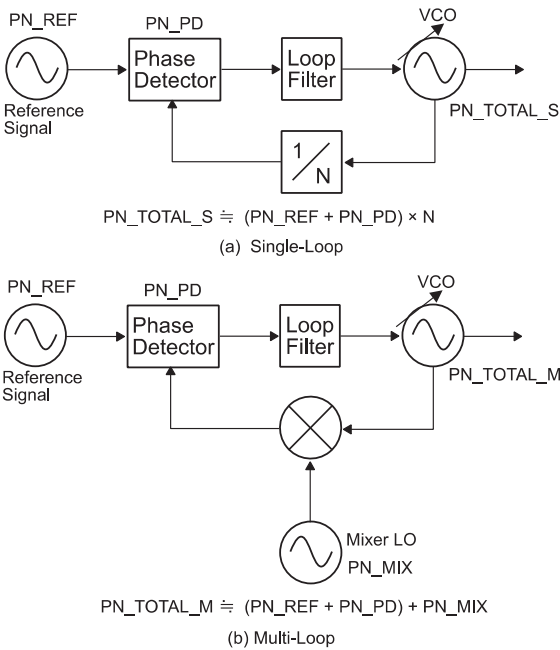 PN_REF
PN_PD
VCO
Phase
Detector
Loop
Filter
Reference
Signal
PN_TOTAL_S
1/N
PN_TOTAL_S ≒ (PN_REF + PN_PD) × N
(a) Single-Loop
PN_REF
PN_PD
VCO
Phase
Detector
Loop
Filter
Reference
Signal
PN_TOTAL_M
Mixer LO
PN_MIX
PN_TOTAL_M ≒ (PN_REF + PN_PD) + PN_MIX
(b) Multi-Loop